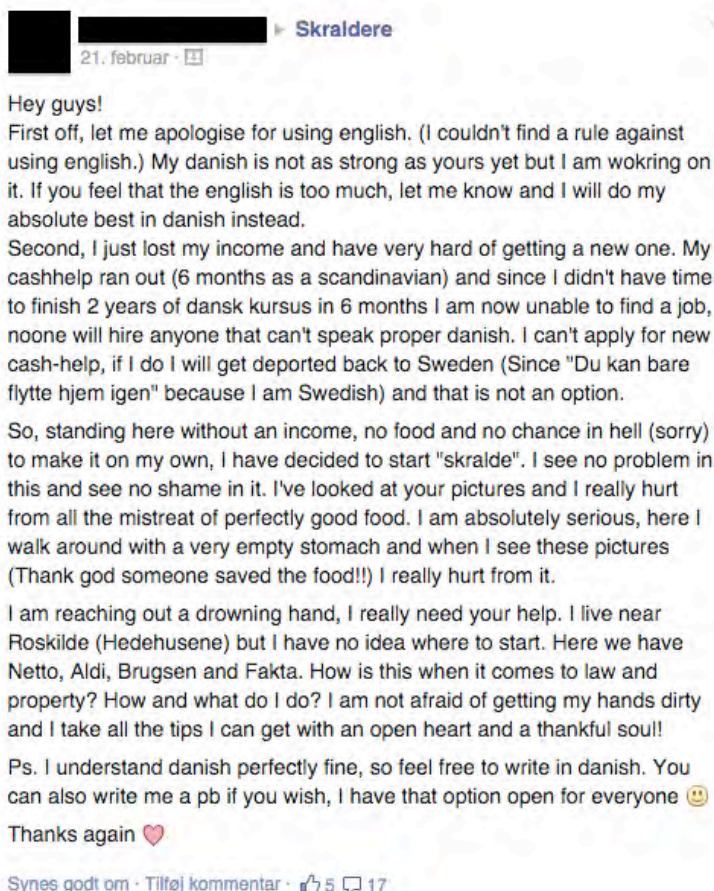 Skraldere
21. februar ·
Hey guys!
First off, let me apologise for using english. (I couldn't find a rule against
using english.) My danish is not as strong as yours yet but I am wokring on
it. If you feel that the english is too much, let me know and I will do my
absolute best in danish instead.
Second, I just lost my income and have very hard of getting a new one. My
cashhelp ran out (6 months as a scandinavian) and since I didn't have time
to finish 2 years of dansk kursus in 6 months I am now unable to find a job,
noone will hire anyone that can't speak proper danish. I can't apply for new
cash-help, if I do I will get deported back to Sweden (Since "Du kan bare
flytte hjem igen" because I am Swedish) and that is not an option.
So, standing here without an income, no food and no chance in hell (sorry)
to make it on my own, I have decided to start "skralde". I see no problem in
this and see no shame in it. I've looked at your pictures and I really hurt
from all the mistreat of perfectly good food. I am absolutely serious, here I
walk around with a very empty stomach and when I see these pictures
(Thank god someone saved the food!!) I really hurt from it.
I am reaching out a drowning hand, I really need your help. I live near
Roskilde (Hedehusene) but I have no idea where to start. Here we have
Netto, Aldi, Brugsen and Fakta. How is this when it comes to law and
property? How and what do I do? I am not afraid of getting my hands dirty
and I take all the tips I can get with an open heart and a thankful soul!
Ps. I understand danish perfectly fine, so feel free to write in danish. You
can also write me a pb if you wish, I have that option open for everyone
Thanks again
Synes godt om · Tilføj kommentar · 5 17